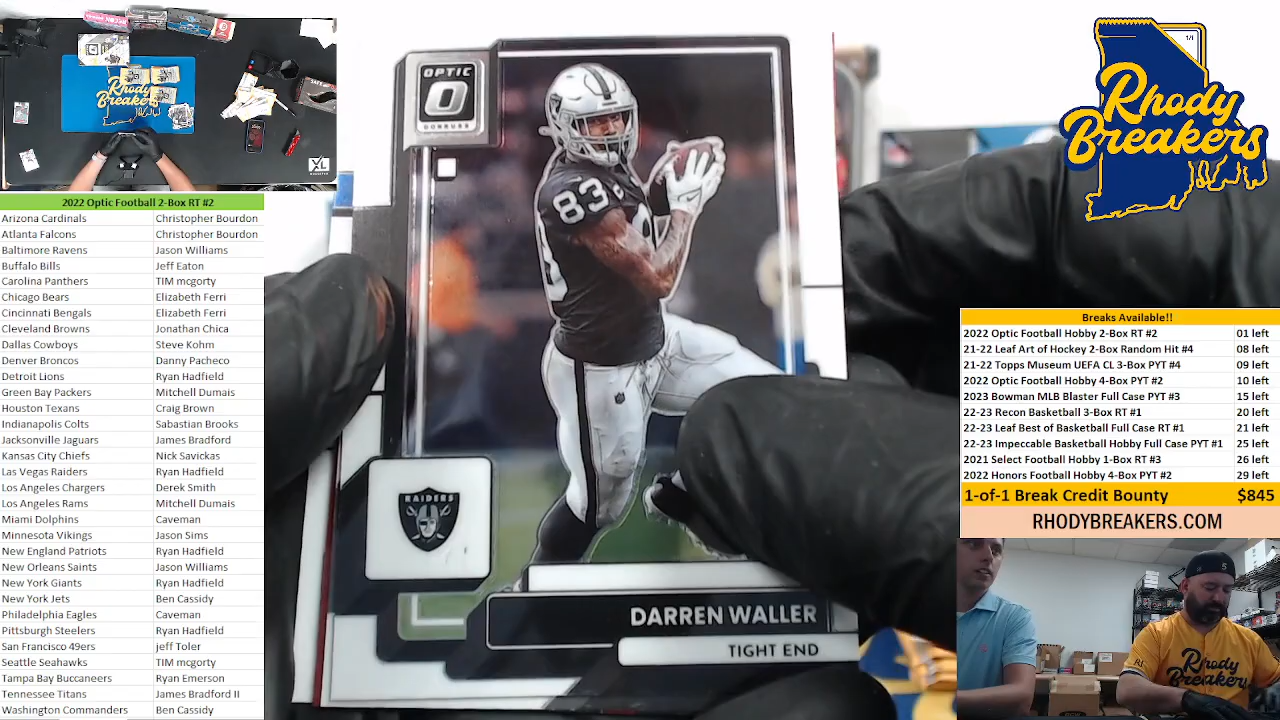 2022 Optic Football 2-Box RT #2
Arizona Cardinals Christopher Bourdon
Atlanta Falcons Christopher Bourdon
Baltimore Ravens Jason Williams
Buffalo Bills Jeff Eaton
Carolina Panthers TIM mcgorty
Chicago Bears Elizabeth Ferri
Cincinnati Bengals Elizabeth Ferri
Cleveland Browns Jonathan Chica
Dallas Cowboys Steve Kohm
Denver Broncos Danny Pacheco
Detroit Lions Ryan Hadfield
Green Bay Packers Mitchell Dumais
Houston Texans Craig Brown
Indianapolis Colts Sabastian Brooks
Jacksonville Jaguars James Bradford
Kansas City Chiefs Nick Savickas
Las Vegas Raiders Ryan Hadfield
Los Angeles Chargers Derek Smith
Los Angeles Rams Mitchell Dumais
Miami Dolphins Caveman
Minnesota Vikings Jason Sims
New England Patriots Ryan Hadfield
New Orleans Saints Jason Williams
New York Giants Ryan Hadfield
New York Jets Ben Cassidy
Philadelphia Eagles Caveman
Pittsburgh Steelers Ryan Hadfield
San Francisco 49ers jeff Toler
Seattle Seahawks TIM mcgorty
Tampa Bay Buccaneers Ryan Emerson
Tennessee Titans James Bradford II
Washington Commanders Ben Cassidy
Rhody
Breakers
XL
OPTIC
O
DONRUSS
83
RAIDERS
DARREN WALLER
TIGHT END
1/1
Rhody
Breakers
Breaks Available!!
2022 Optic Football Hobby 2-Box RT #2 01 left
21-22 Leaf Art of Hockey 2-Box Random Hit #4 08 left
21-22 Topps Museum UEFA CL 3-Box PYT #4 09 left
2022 Optic Football Hobby 4-Box PYT #2 10 left
2023 Bowman MLB Blaster Full Case PYT #3 15 left
22-23 Recon Basketball 3-Box RT #1 20 left
22-23 Leaf Best of Basketball Full Case RT #1 21 left
22-23 Impeccable Basketball Hobby Full Case PYT #1 25 left
2021 Select Football Hobby 1-Box RT #3 26 left
2022 Honors Football Hobby 4-Box PYT #2 29 left
1-of-1 Break Credit Bounty $845
RHODYBREAKERS.COM
Rhody
Breakers